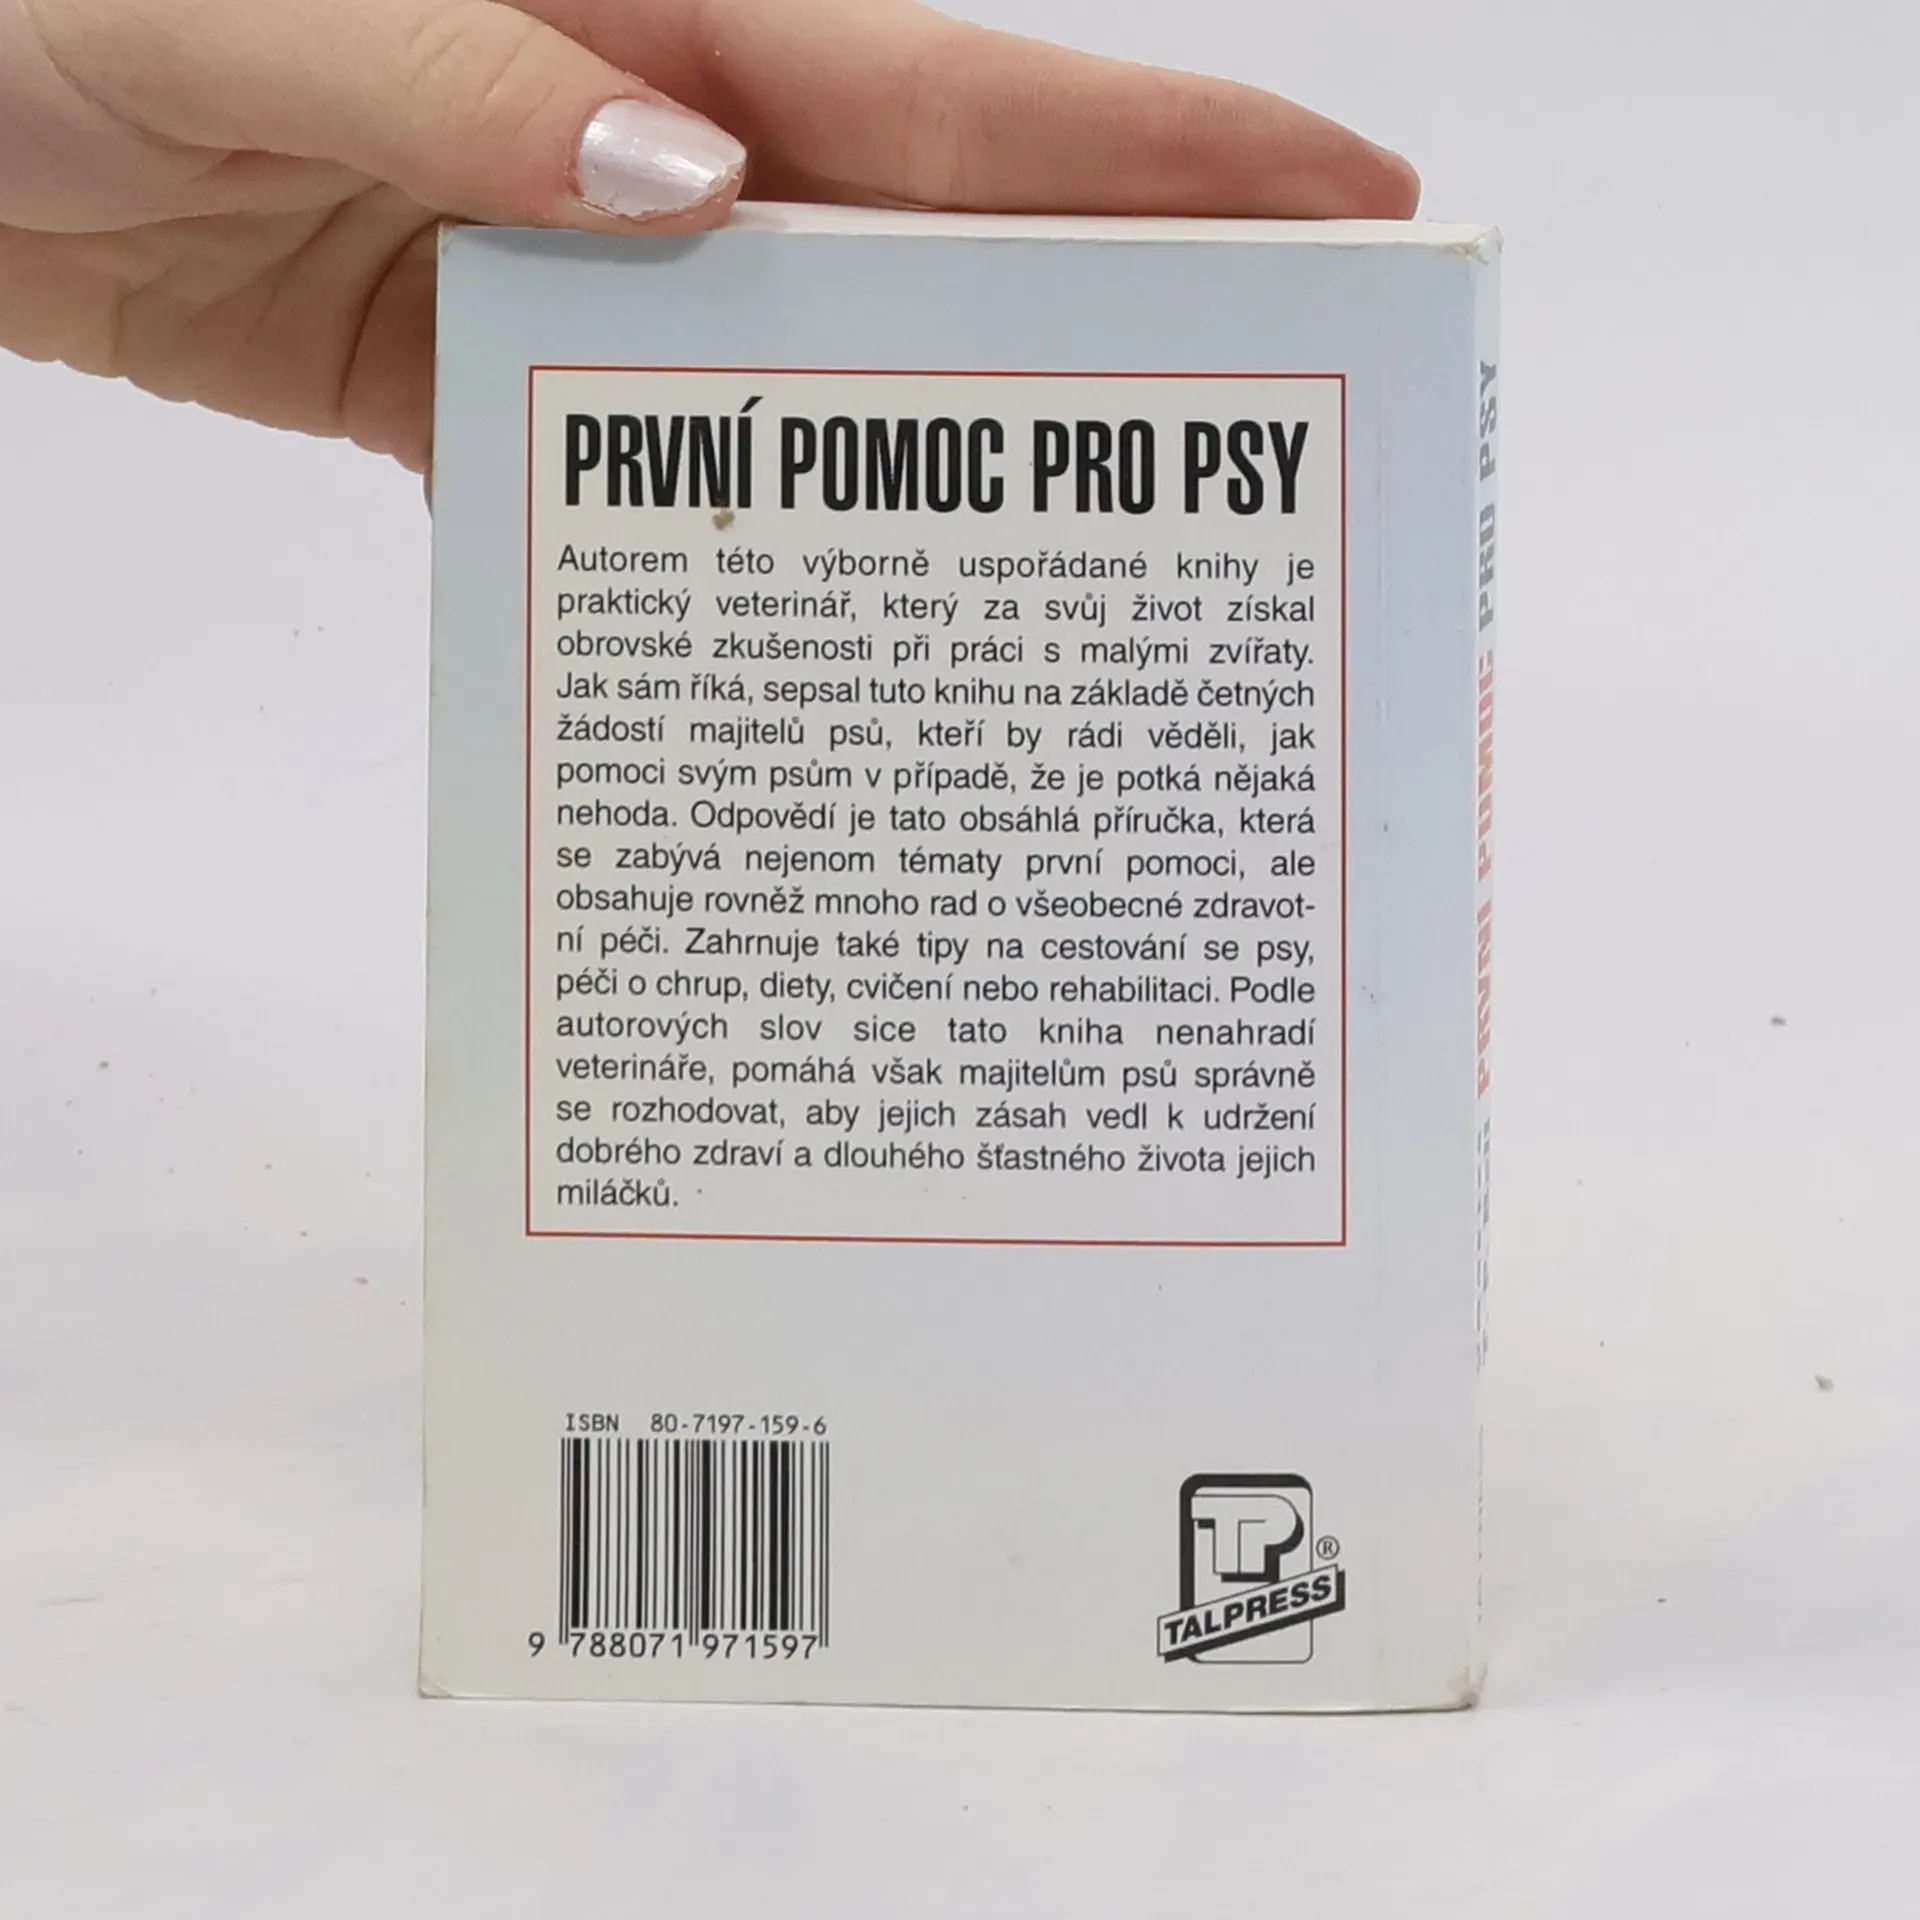 PRVNÍ POMOC PRO PSY
Autorem této výborně uspořádané knihy je
praktický veterinář, který za svůj život získal
obrovské zkušenosti při práci s malými zvířaty.
Jak sám říká, sepsal tuto knihu na základě četných
žádostí majitelů psů, kteří by rádi věděli, jak
pomoci svým psům v případě, že je potká nějaká
nehoda. Odpovědí je tato obsáhlá příručka, která
se zabývá nejenom tématy první pomoci, ale
obsahuje rovněž mnoho rad o všeobecné zdravot-
ní péči. Zahrnuje také tipy na cestování se psy,
péči o chrup, diety, cvičení nebo rehabilitaci. Podle
autorových slov sice tato kniha nenahradí
veterináře, pomáhá však majitelům psů správně
se rozhodovat, aby jejich zásah vedl k udržení
dobrého zdraví a dlouhého šťastného života jejich
miláčků.
ISBN 80-7197-159-6
9 788071 971597
TP ®
TALPRESS
PRVNÍ POMOC PRO PSY